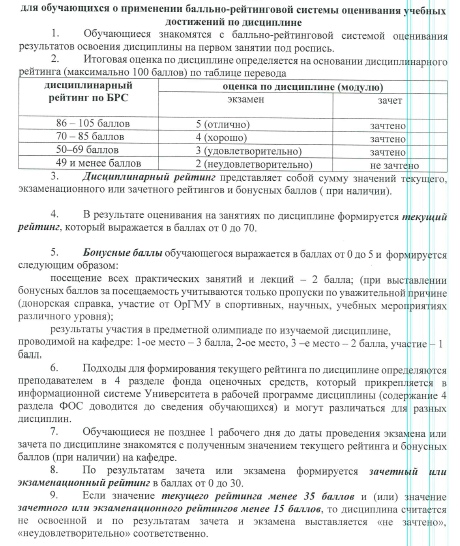 для обучающихся о применении балльно-рейтинговой системы оценивания учебных
достижений по дисциплине
1. Обучающиеся знакомятся с балльно-рейтинговой системой оценивания
результатов освоения дисциплины на первом занятии под роспись.
2. Итоговая оценка по дисциплине определяется на основании дисциплинарного
рейтинга (максимально 100 баллов) по таблице перевода
дисциплинарный рейтинг по БРС
оценка по дисциплине (модулю)
экзамен зачет
86 – 105 баллов 5 (отлично) зачтено
70 – 85 баллов 4 (хорошо) зачтено
50–69 баллов 3 (удовлетворительно) зачтено
49 и менее баллов 2 (неудовлетворительно) не зачтено
3. Дисциплинарный рейтинг представляет собой сумму значений текущего,
экзаменационного или зачетного рейтингов и бонусных баллов ( при наличии).
4. В результате оценивания на занятиях по дисциплине формируется текущий
рейтинг, который выражается в баллах от 0 до 70.
5. Бонусные баллы обучающегося выражается в баллах от 0 до 5 и формируется
следующим образом:
посещение всех практических занятий и лекций – 2 балла; (при выставлении
бонусных баллов за посещаемость учитываются только пропуски по уважительной причине
(донорская справка, участие от ОрГМУ в спортивных, научных, учебных мероприятиях
различного уровня);
результаты участия в предметной олимпиаде по изучаемой дисциплине,
проводимой на кафедре: 1-ое место – 3 балла, 2-ое место, 3 –е место – 2 балла, участие – 1
балл.
6. Подходы для формирования текущего рейтинга по дисциплине определяются
преподавателем в 4 разделе фонда оценочных средств, который прикрепляется в
информационной системе Университета в рабочей программе дисциплины (содержание 4
раздела ФОС доводится до сведения обучающихся) и могут различаться для разных
дисциплин.
7. Обучающиеся не позднее 1 рабочего дня до даты проведения экзамена или
зачета по дисциплине знакомятся с полученным значением текущего рейтинга и бонусных
баллов (при наличии) на кафедре.
8. По результатам зачета или экзамена формируется зачетный или
экзаменационный рейтинг в баллах от 0 до 30.
9. Если значение текущего рейтинга менее 35 баллов и (или) значение
зачетного или экзаменационного рейтингов менее 15 баллов, то дисциплина считается
не освоенной и по результатам зачета и экзамена выставляется «не зачтено»,
«неудовлетворительно» соответственно.